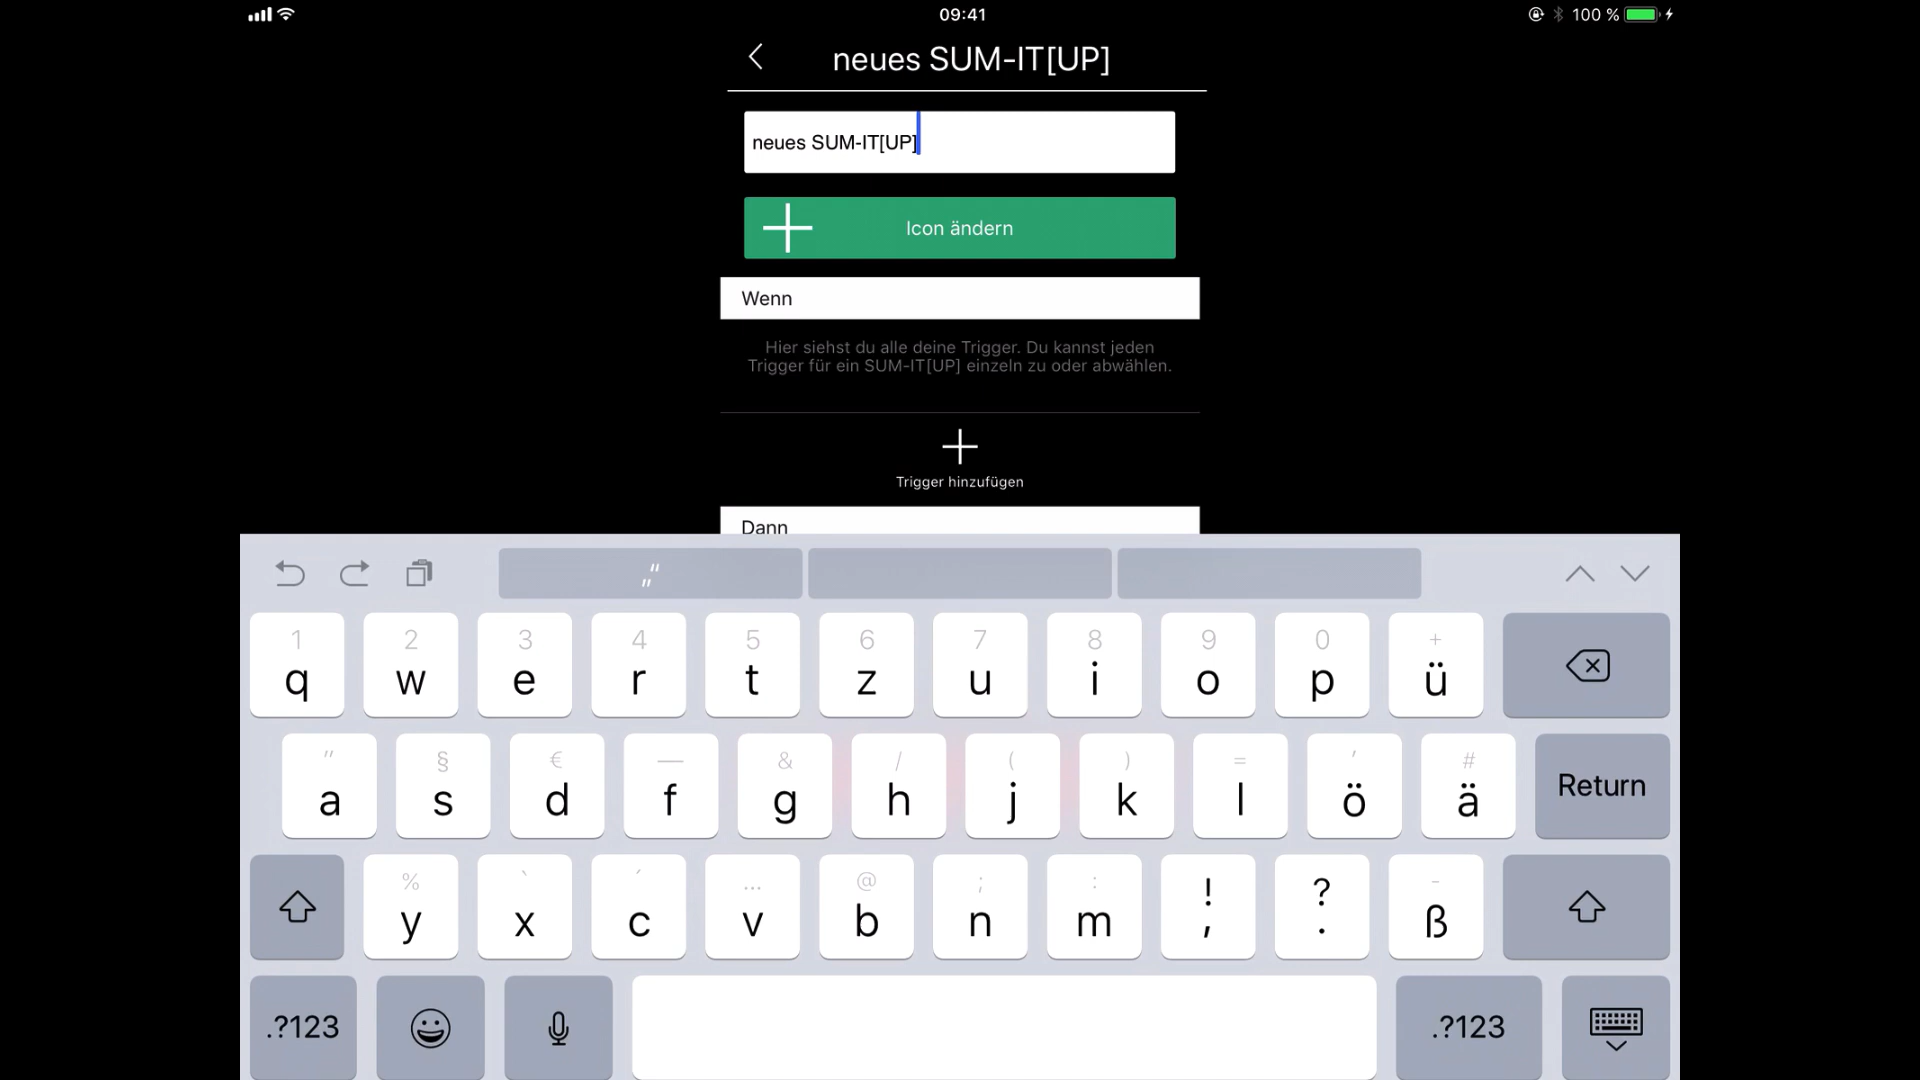 09:41
100 %
neues SUM-IT[UP]
neues SUM-IT[UP]
Icon ändern
Wenn
Hier siehst du alle deine Trigger. Du kannst jeden
Trigger für ein SUM-IT[UP] einzeln zu oder abwählen.
Trigger hinzufügen
Dann
„“
1 2 3 4 5 6 7 8 9 0 +
q w e r t z u i o p ü
" § € — & / ( ) = ' #
a s d f g h j k l ö ä Return
% ` ´ ... @ ; : ! ? -
y x c v b n m , . ß
.?123 .?123